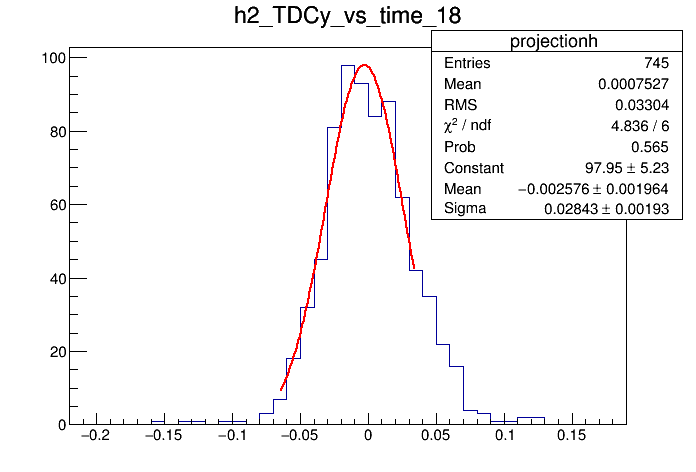 h2_TDCy_vs_time_18
projectionh
Entries 745
Mean 0.0007527
RMS 0.03304
χ² / ndf 4.836 / 6
Prob 0.565
Constant 97.95 ± 5.23
Mean −0.002576 ± 0.001964
Sigma 0.02843 ± 0.00193
100
80
60
40
20
0
−0.2 −0.15 −0.1 −0.05 0 0.05 0.1 0.15